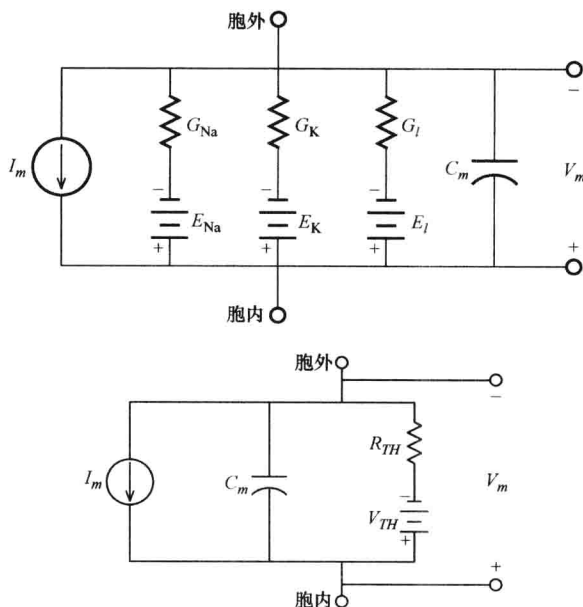 胞外
−
I_m
G_Na
G_K
G_l
C_m
V_m
−
−
−
E_Na
E_K
E_l
+
+
+
+
胞内
胞外
−
I_m
C_m
R_TH
−
V_TH
+
V_m
+
胞内